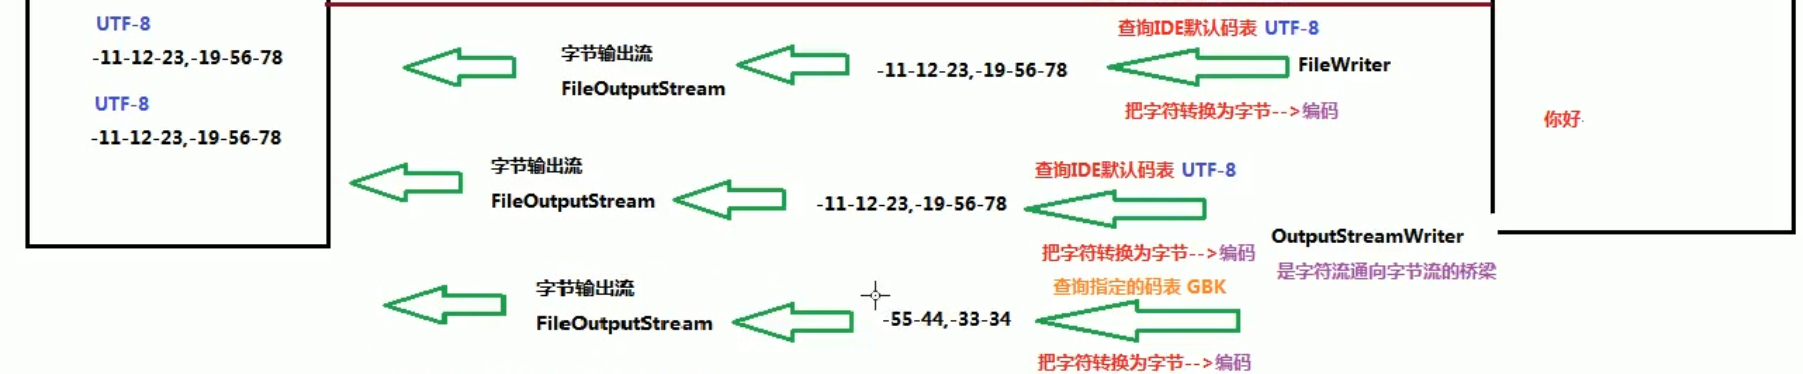 UTF-8
-11-12-23,-19-56-78
UTF-8
-11-12-23,-19-56-78
字节输出流
FileOutputStream
-11-12-23,-19-56-78
查询IDE默认码表 UTF-8
FileWriter
把字符转换为字节-->编码
你好
字节输出流
FileOutputStream
-11-12-23,-19-56-78
查询IDE默认码表 UTF-8
把字符转换为字节-->编码
OutputStreamWriter
是字符流通向字节流的桥梁
字节输出流
FileOutputStream
-55-44,-33-34
查询指定的码表 GBK
把字符转换为字节-->编码